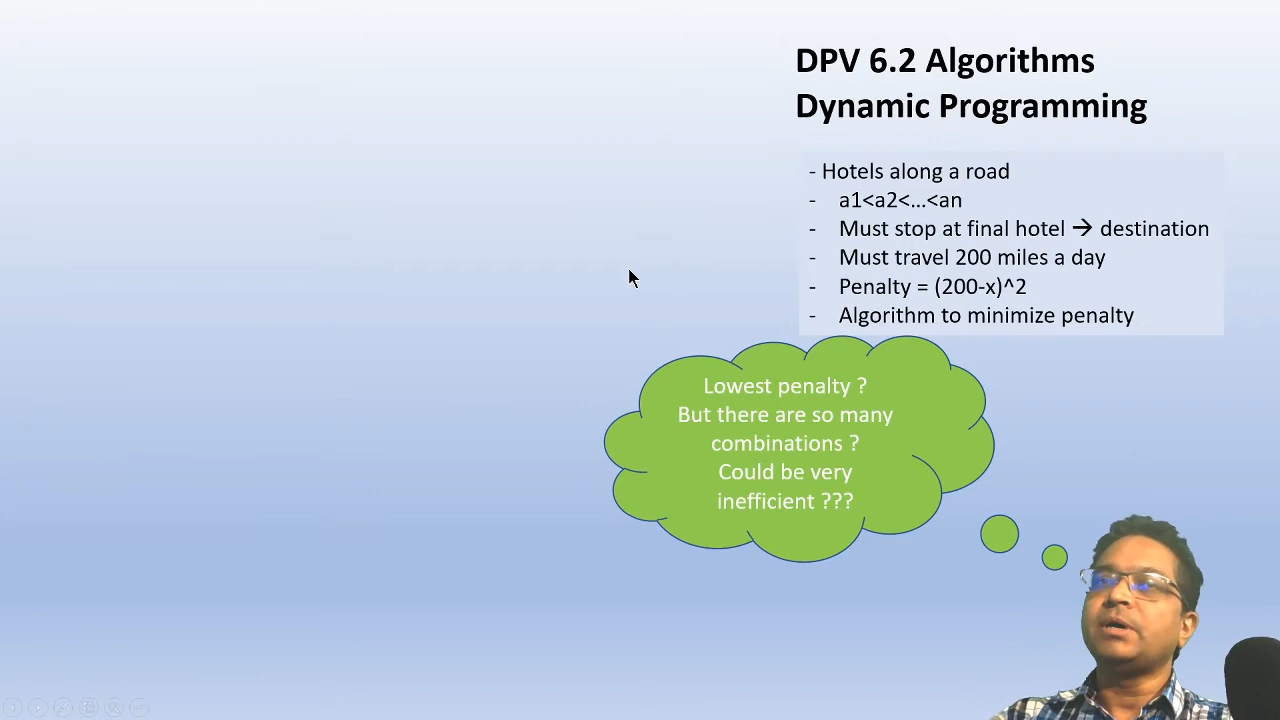 DPV 6.2 Algorithms
Dynamic Programming
- Hotels along a road
- a1<a2<...<an
- Must stop at final hotel → destination
- Must travel 200 miles a day
- Penalty = (200-x)^2
- Algorithm to minimize penalty
Lowest penalty ?
But there are so many
combinations ?
Could be very
inefficient ???